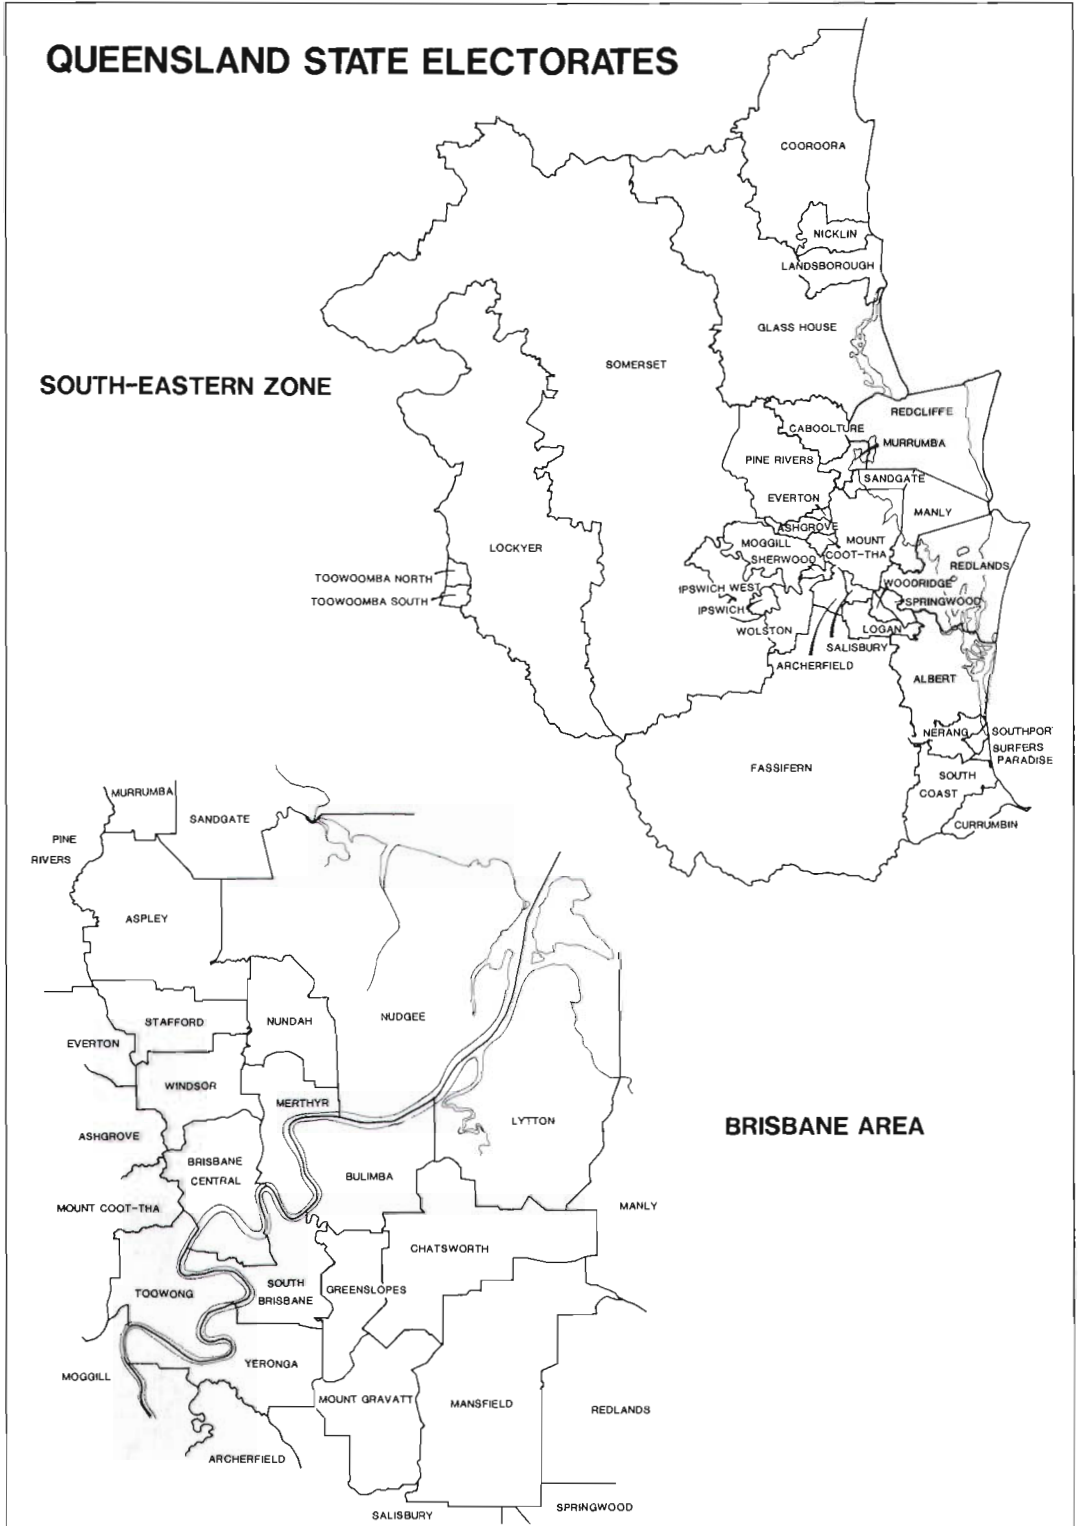 QUEENSLAND STATE ELECTORATES
COOROORA
NICKLIN
LANDSBOROUGH
GLASS HOUSE
SOMERSET
SOUTH-EASTERN ZONE
REDCLIFFE
CABOOLTURE
MURRUMBA
PINE RIVERS
SANDGATE
EVERTON
MANLY
ASHGROVE
MOGGILL
MOUNT
COOT-THA
LOCKYER
SHERWOOD
REDLANDS
TOOWOOMBA NORTH
WOODRIDGE
IPSWICH WEST
TOOWOOMBA SOUTH
SPRINGWOOD
IPSWICH
WOLSTON
LOGAN
SALISBURY
ARCHERFIELD
ALBERT
NERANG
SOUTHPOR
SURFERS
PARADISE
FASSIFERN
SOUTH
COAST
CURRUMBIN
MURRUMBA
SANDGATE
PINE
RIVERS
ASPLEY
STAFFORD
NUNDAH
NUDGEE
EVERTON
WINDSOR
MERTHYR
LYTTON
BRISBANE AREA
ASHGROVE
BRISBANE
CENTRAL
BULIMBA
MOUNT COOT-THA
MANLY
CHATSWORTH
SOUTH
BRISBANE
GREENSLOPES
TOOWONG
YERONGA
MOGGILL
MOUNT GRAVATT
MANSFIELD
REDLANDS
ARCHERFIELD
SPRINGWOOD
SALISBURY